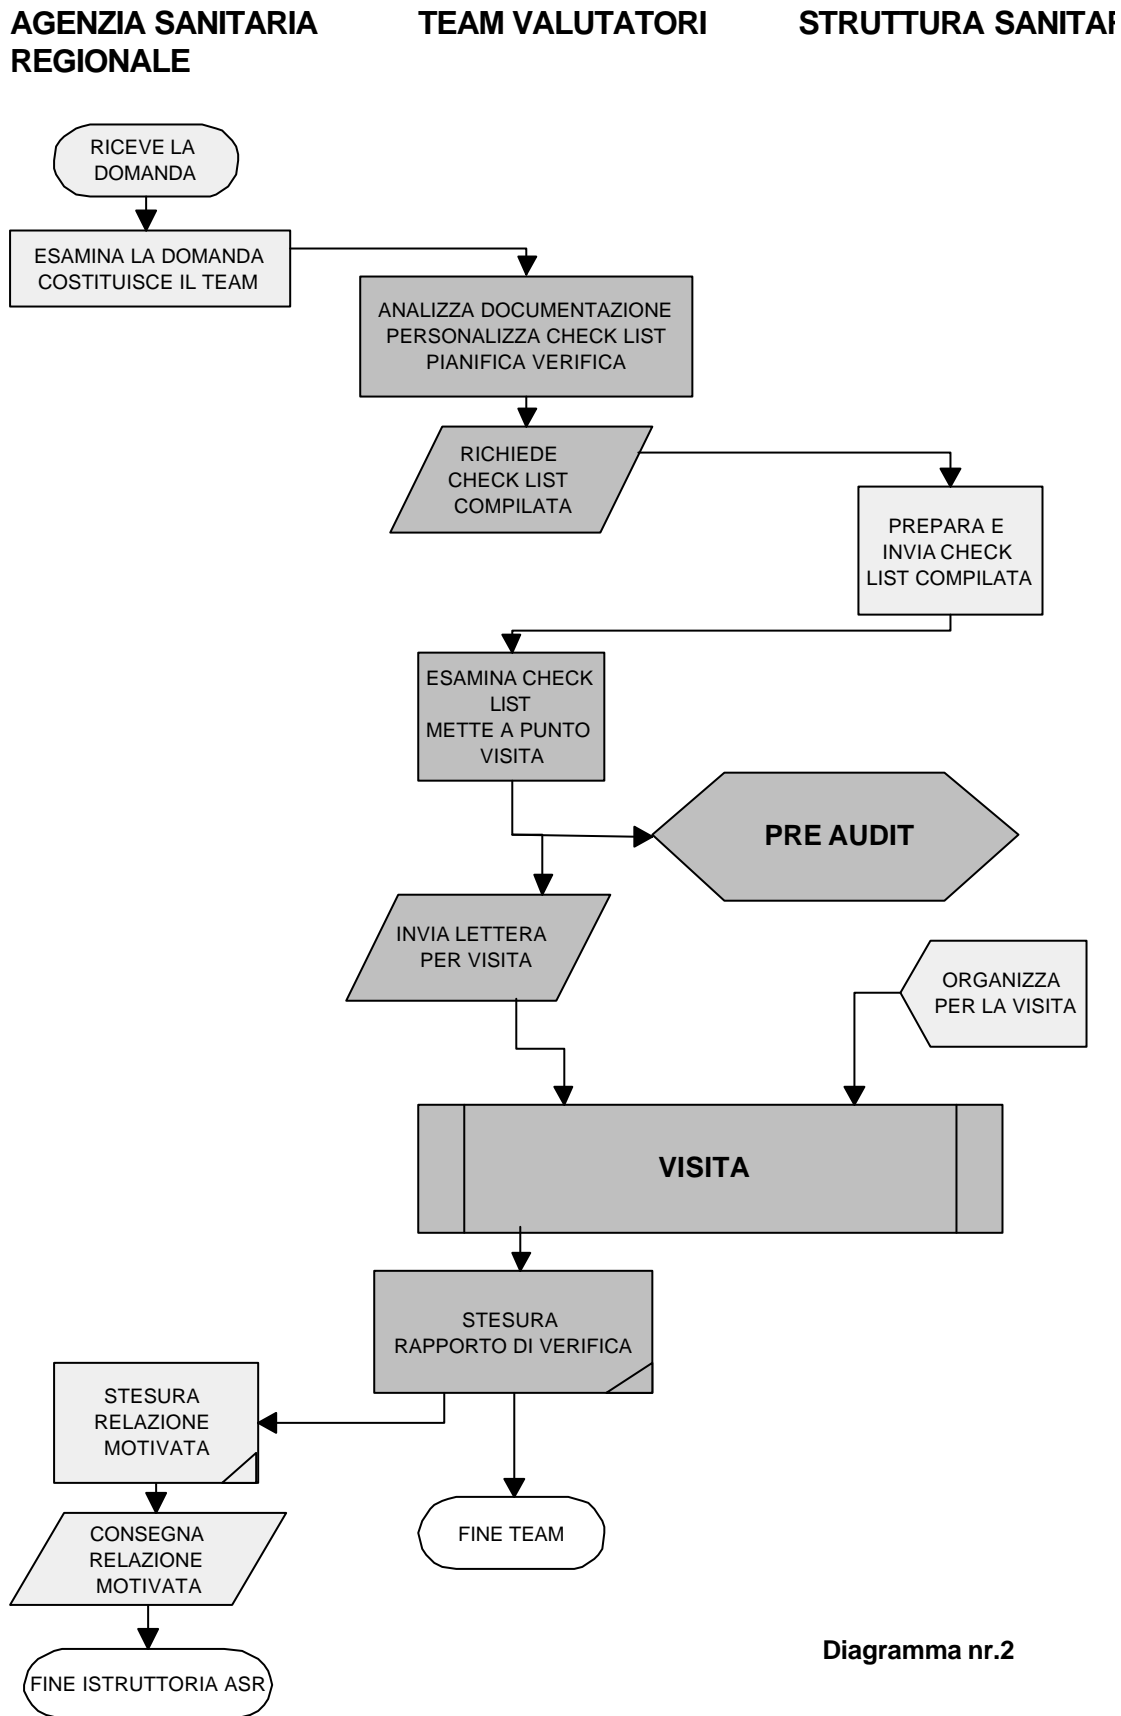 AGENZIA SANITARIA
REGIONALE
TEAM VALUTATORI
STRUTTURA SANITAR
RICEVE LA
DOMANDA
ESAMINA LA DOMANDA
COSTITUISCE IL TEAM
ANALIZZA DOCUMENTAZIONE
PERSONALIZZA CHECK LIST
PIANIFICA VERIFICA
RICHIEDE
CHECK LIST
COMPILATA
PREPARA E
INVIA CHECK
LIST COMPILATA
ESAMINA CHECK
LIST
METTE A PUNTO
VISITA
PRE AUDIT
INVIA LETTERA
PER VISITA
ORGANIZZA
PER LA VISITA
VISITA
STESURA
RAPPORTO DI VERIFICA
STESURA
RELAZIONE
MOTIVATA
FINE TEAM
CONSEGNA
RELAZIONE
MOTIVATA
FINE ISTRUTTORIA ASR
Diagramma nr.2